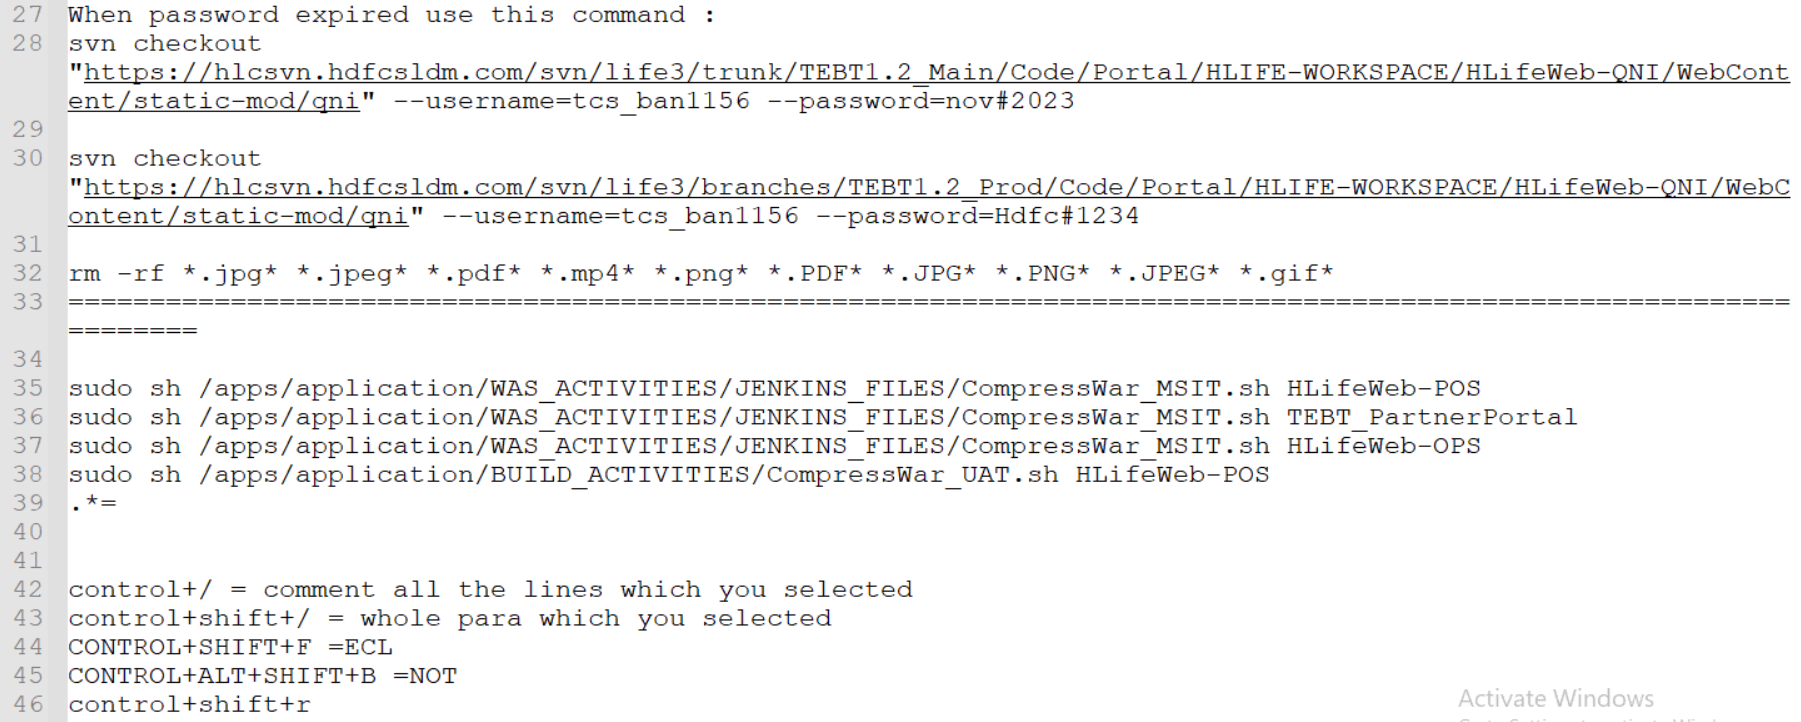 27 When password expired use this command :
28 svn checkout
"https://hlcsvn.hdfcsldm.com/svn/life3/trunk/TEBT1.2_Main/Code/Portal/HLIFE-WORKSPACE/HLifeWeb-QNI/WebCont
ent/static-mod/qni" --username=tcs_ban1156 --password=nov#2023
29
30 svn checkout
"https://hlcsvn.hdfcsldm.com/svn/life3/branches/TEBT1.2_Prod/Code/Portal/HLIFE-WORKSPACE/HLifeWeb-QNI/WebC
ontent/static-mod/qni" --username=tcs_ban1156 --password=Hdfc#1234
31
32 rm -rf *.jpg* *.jpeg* *.pdf* *.mp4* *.png* *.PDF* *.JPG* *.PNG* *.JPEG* *.gif*
33 ==========================================================================================================
========
34
35 sudo sh /apps/application/WAS_ACTIVITIES/JENKINS_FILES/CompressWar_MSIT.sh HLifeWeb-POS
36 sudo sh /apps/application/WAS_ACTIVITIES/JENKINS_FILES/CompressWar_MSIT.sh TEBT_PartnerPortal
37 sudo sh /apps/application/WAS_ACTIVITIES/JENKINS_FILES/CompressWar_MSIT.sh HLifeWeb-OPS
38 sudo sh /apps/application/BUILD_ACTIVITIES/CompressWar_UAT.sh HLifeWeb-POS
39 .*=
40
41
42 control+/ = comment all the lines which you selected
43 control+shift+/ = whole para which you selected
44 CONTROL+SHIFT+F =ECL
45 CONTROL+ALT+SHIFT+B =NOT
46 control+shift+r
Activate Windows